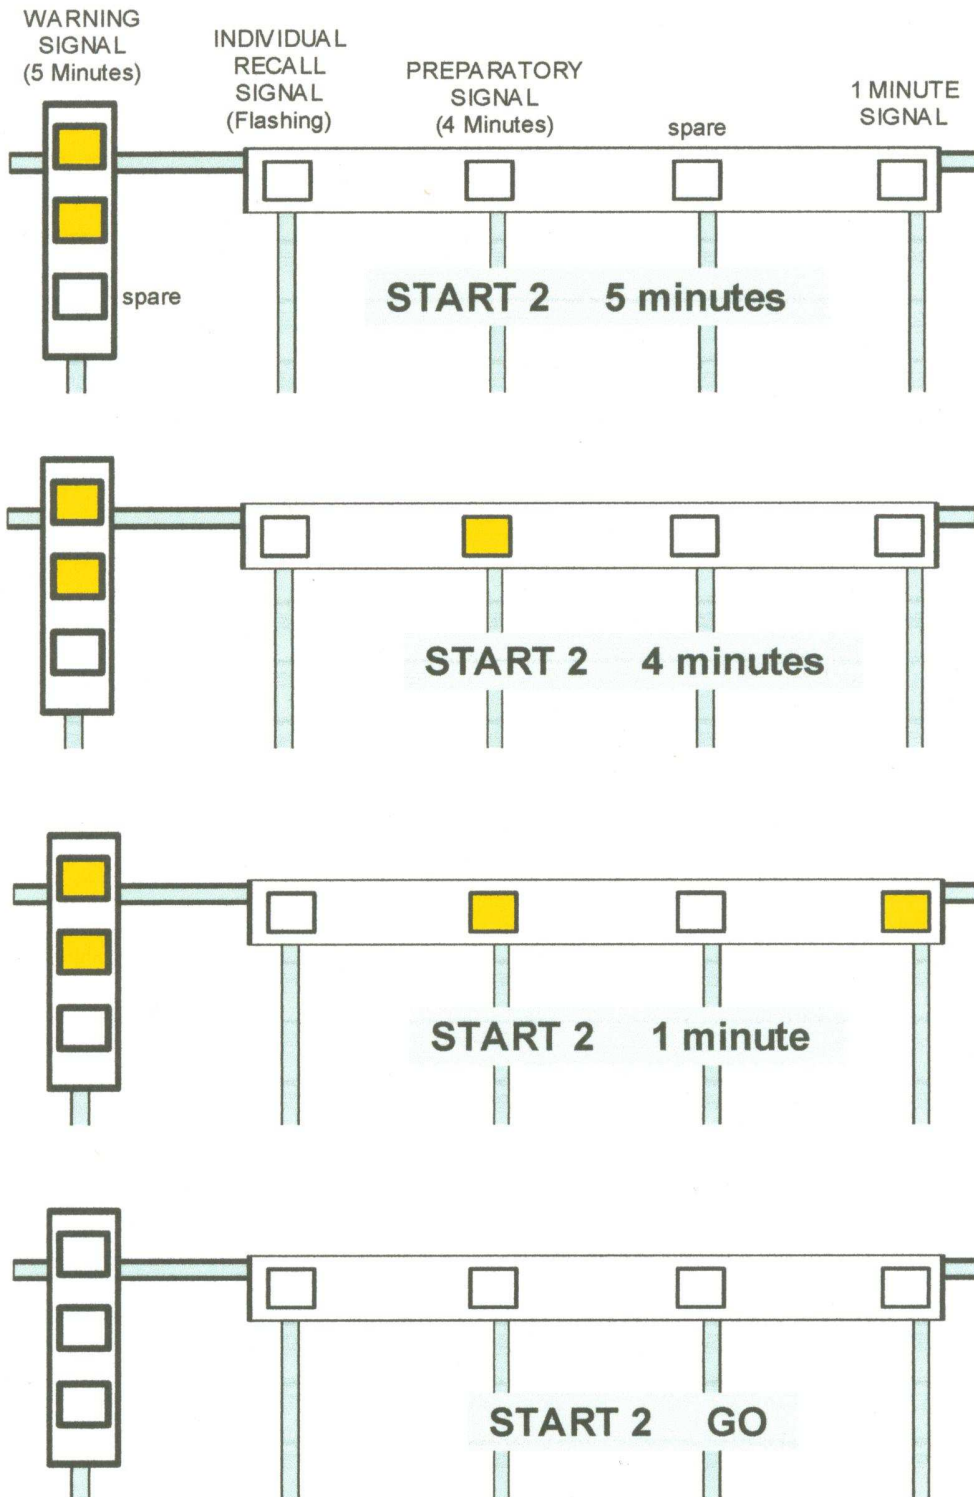 WARNING
SIGNAL
(5 Minutes)
INDIVIDUAL
RECALL
SIGNAL
(Flashing)
PREPARATORY
SIGNAL
(4 Minutes)
spare
1 MINUTE
SIGNAL
spare
START 2 5 minutes
START 2 4 minutes
START 2 1 minute
START 2 GO